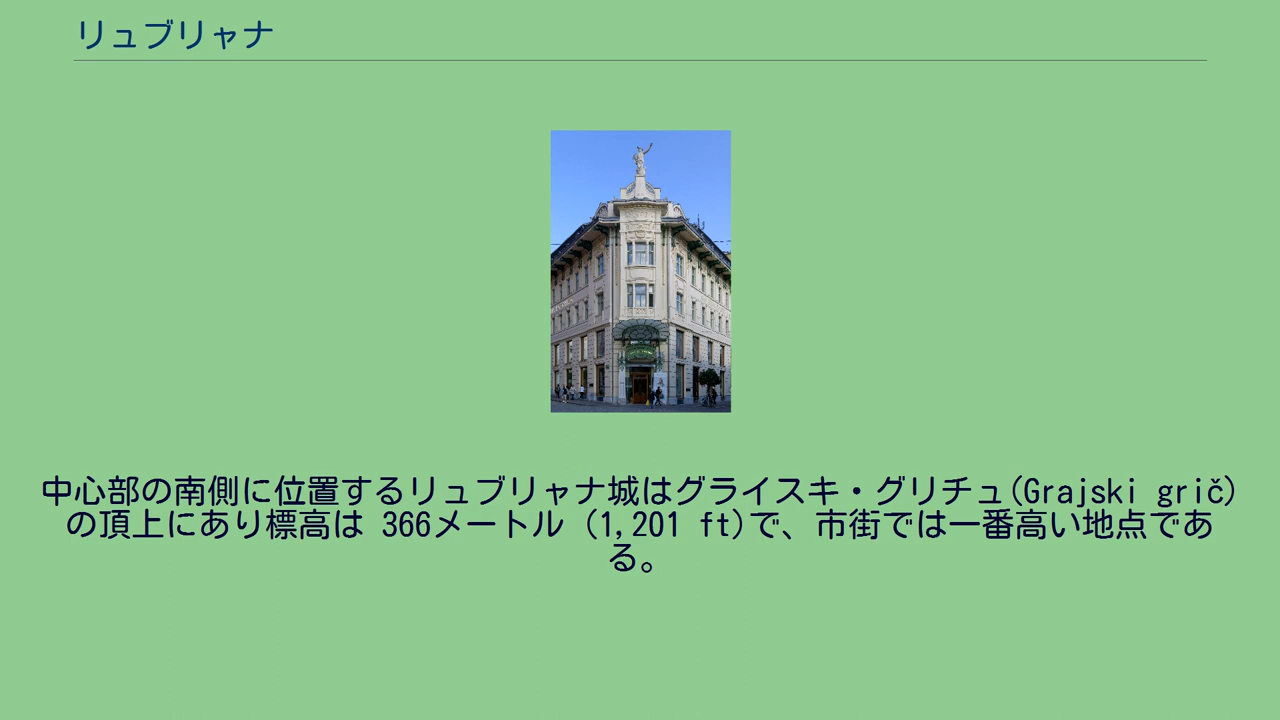 リュブリャナ
中心部の南側に位置するリュブリャナ城はグライスキ・グリチュ(Grajski grič)
の頂上にあり標高は 366メートル (1,201 ft)で、市街では一番高い地点であ
る。